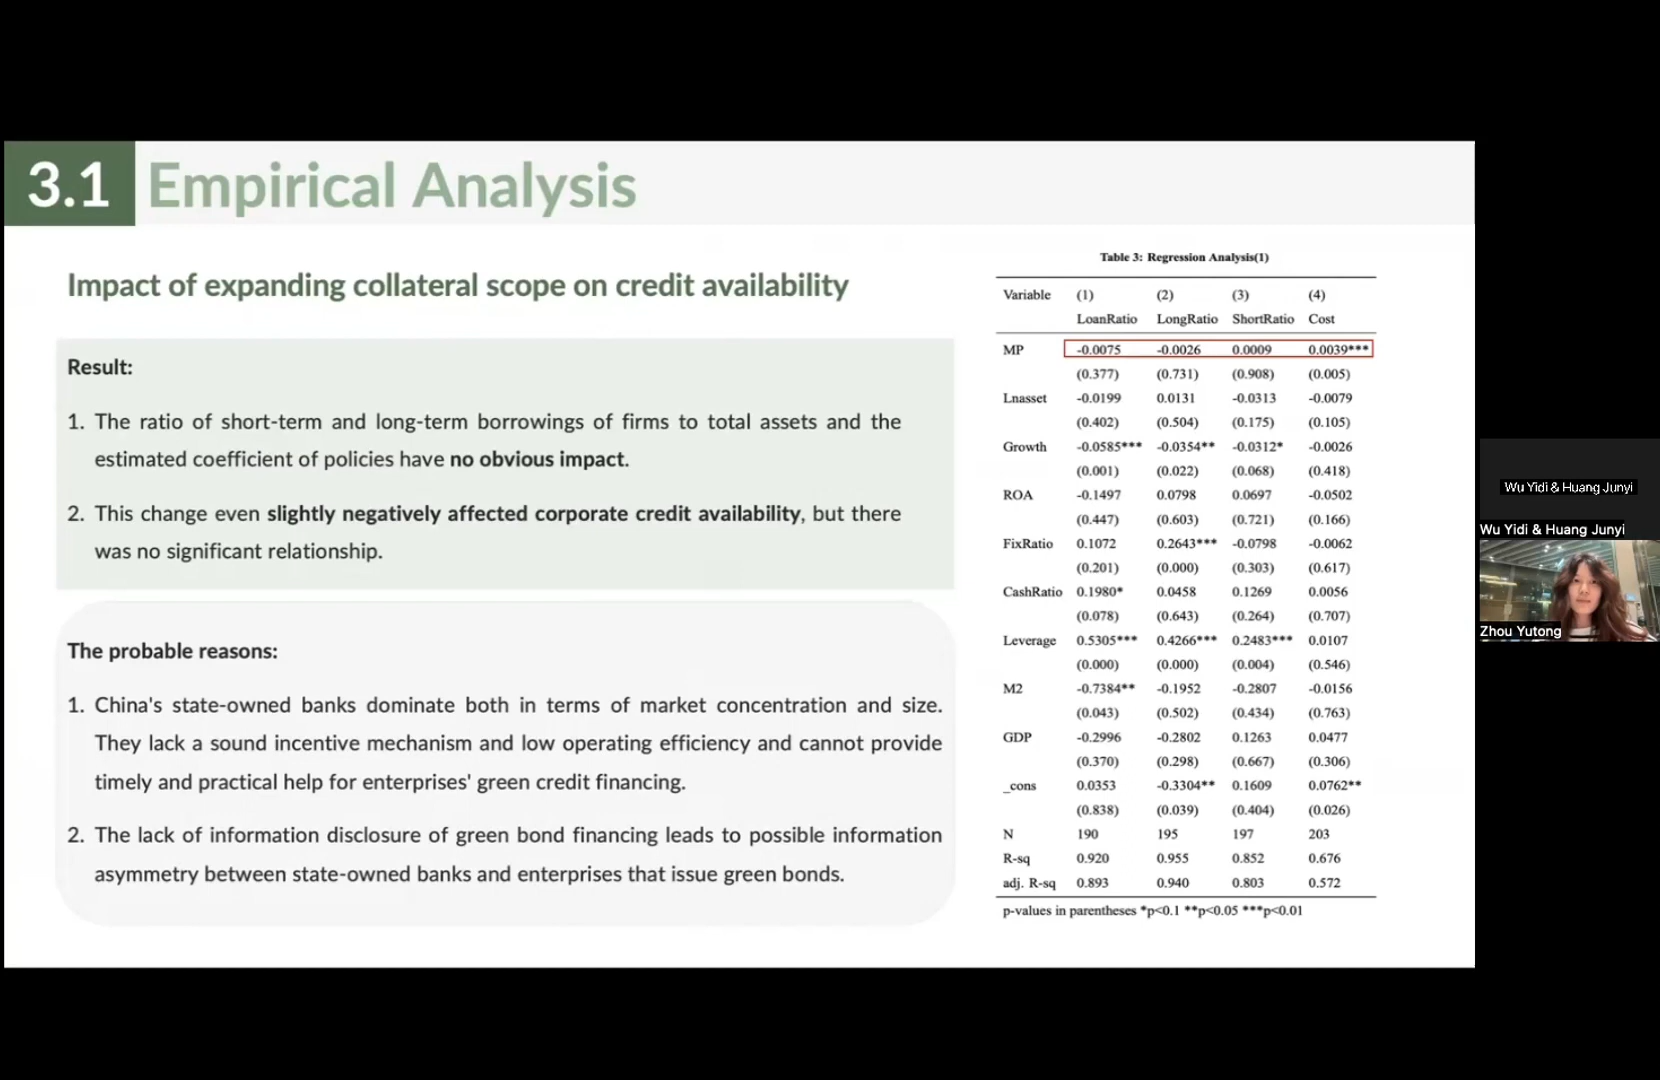 3.1 Empirical Analysis
Impact of expanding collateral scope on credit availability
Result:
1. The ratio of short-term and long-term borrowings of firms to total assets and the
estimated coefficient of policies have no obvious impact.
2. This change even slightly negatively affected corporate credit availability, but there
was no significant relationship.
The probable reasons:
1. China's state-owned banks dominate both in terms of market concentration and size.
They lack a sound incentive mechanism and low operating efficiency and cannot provide
timely and practical help for enterprises' green credit financing.
2. The lack of information disclosure of green bond financing leads to possible information
asymmetry between state-owned banks and enterprises that issue green bonds.
Table 3: Regression Analysis(1)
Variable (1) (2) (3) (4)
LoanRatio LongRatio ShortRatio Cost
MP -0.0075 -0.0026 0.0009 0.0039***
(0.377) (0.731) (0.908) (0.005)
Lnasset -0.0199 0.0131 -0.0313 -0.0079
(0.402) (0.504) (0.175) (0.105)
Growth -0.0585*** -0.0354** -0.0312* -0.0026
(0.001) (0.022) (0.068) (0.418)
ROA -0.1497 0.0798 0.0697 -0.0502
(0.447) (0.603) (0.721) (0.166)
FixRatio 0.1072 0.2643*** -0.0798 -0.0062
(0.201) (0.000) (0.303) (0.617)
CashRatio 0.1980* 0.0458 0.1269 0.0056
(0.078) (0.643) (0.264) (0.707)
Leverage 0.5305*** 0.4266*** 0.2483*** 0.0107
(0.000) (0.000) (0.004) (0.546)
M2 -0.7384** -0.1952 -0.2807 -0.0156
(0.043) (0.502) (0.434) (0.763)
GDP -0.2996 -0.2802 0.1263 0.0477
(0.370) (0.298) (0.667) (0.306)
_cons 0.0353 -0.3304** 0.1609 0.0762**
(0.838) (0.039) (0.404) (0.026)
N 190 195 197 203
R-sq 0.920 0.955 0.852 0.676
adj. R-sq 0.893 0.940 0.803 0.572
p-values in parentheses *p<0.1 **p<0.05 ***p<0.01
Wu Yidi & Huang Junyi
Wu Yidi & Huang Junyi
Zhou Yutong